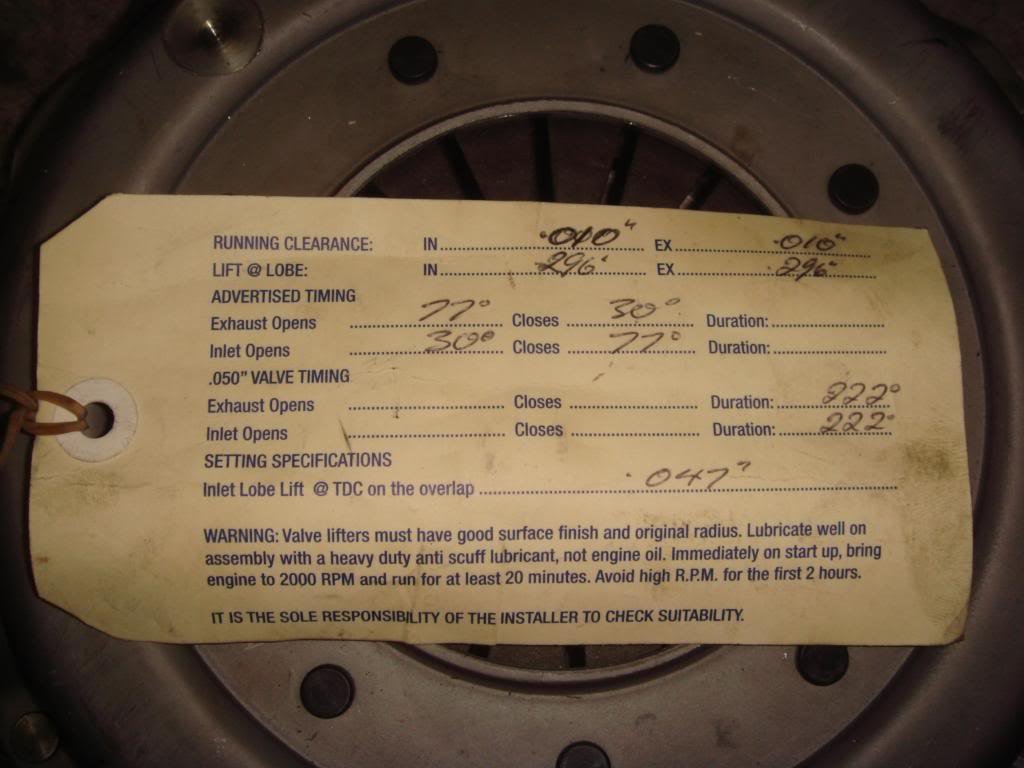 RUNNING CLEARANCE: IN .010" EX .010"
LIFT @ LOBE: IN .296" EX .296"
ADVERTISED TIMING
Exhaust Opens 77° Closes 30° Duration:
Inlet Opens 30° Closes 77° Duration:
.050” VALVE TIMING
Exhaust Opens Closes Duration: 222°
Inlet Opens Closes Duration: 222°
SETTING SPECIFICATIONS
Inlet Lobe Lift @ TDC on the overlap .047"
WARNING: Valve lifters must have good surface finish and original radius. Lubricate well on
assembly with a heavy duty anti scuff lubricant, not engine oil. Immediately on start up, bring
engine to 2000 RPM and run for at least 20 minutes. Avoid high R.P.M. for the first 2 hours.
IT IS THE SOLE RESPONSIBILITY OF THE INSTALLER TO CHECK SUITABILITY.